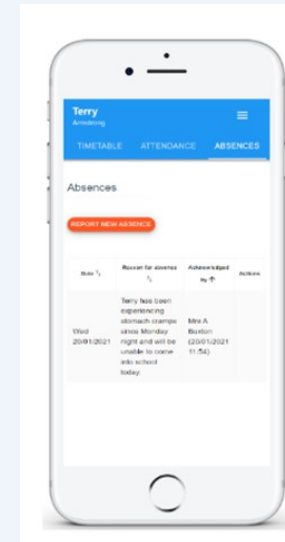 Terry
Armstrong
TIMETABLE ATTENDANCE ABSENCES
Absences
REPORT NEW ABSENCE
Date Reason for absence Acknowledged by Actions
Terry has been
experiencing
stomach cramps
since Monday
night and will be
unable to come
into school
today.
Wed
20/01/2021
Mrs A
Buxton
(20/01/2021
11:54)